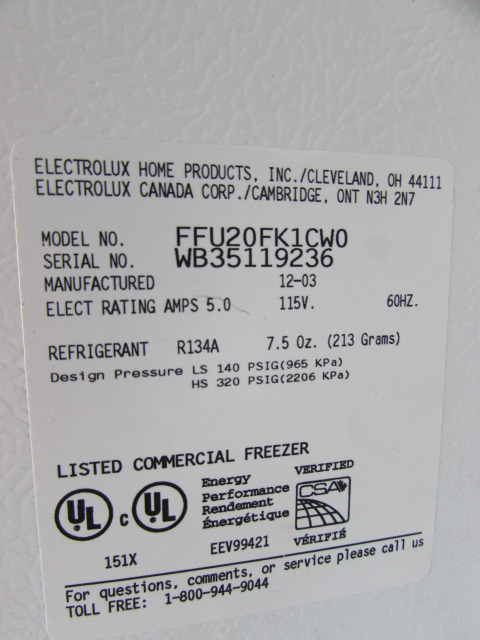 ELECTROLUX HOME PRODUCTS, INC./CLEVELAND, OH 44111
ELECTROLUX CANADA CORP./CAMBRIDGE, ONT N3H 2N7
MODEL NO. FFU20FK1CW0
SERIAL NO. WB35119236
MANUFACTURED 12-03
ELECT RATING AMPS 5.0 115V. 60HZ.
REFRIGERANT R134A 7.5 Oz. (213 Grams)
Design Pressure LS 140 PSIG(965 KPa)
HS 320 PSIG(2206 KPa)
LISTED COMMERCIAL FREEZER
UL c UL
151X
Energy
Performance
Rendement
Énergétique
EEV99421
VERIFIED
CSA
VÉRIFIÉ
For questions, comments, or service please call us
TOLL FREE: 1-800-944-9044